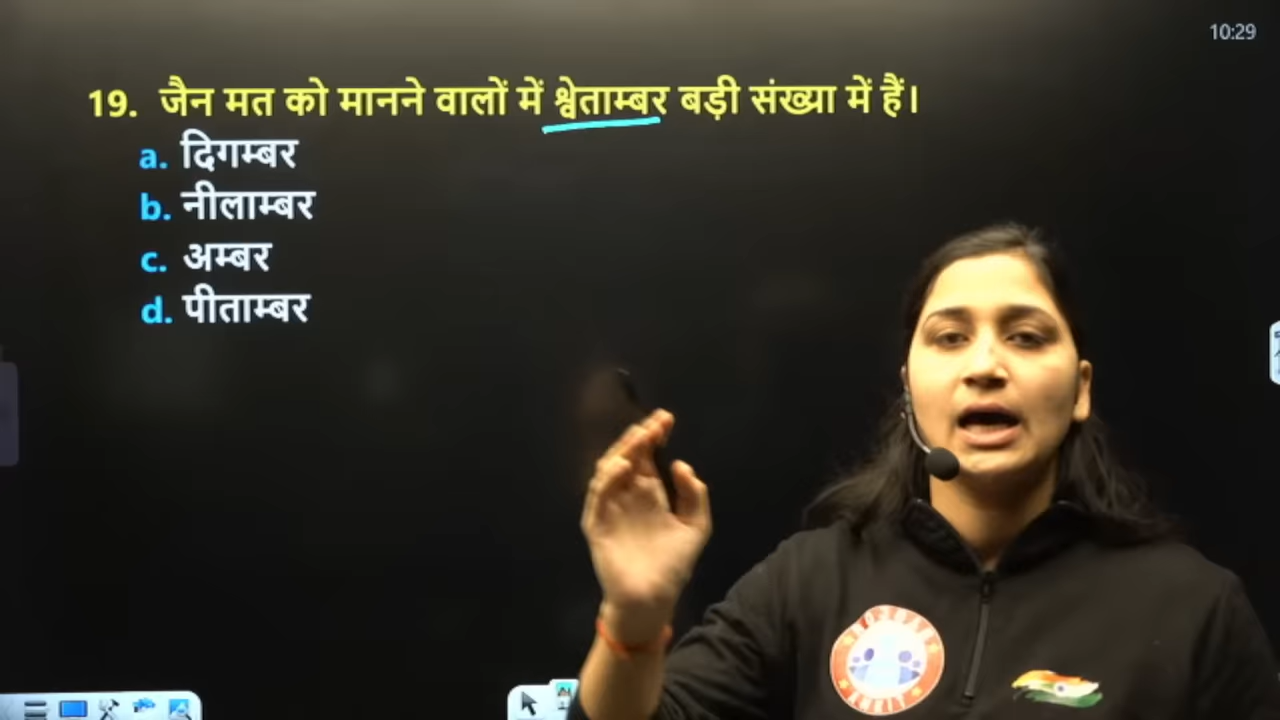 10:29
19. जैन मत को मानने वालों में श्वेताम्बर बड़ी संख्या में हैं।
a. दिगम्बर
b. नीलाम्बर
c. अम्बर
d. पीताम्बर